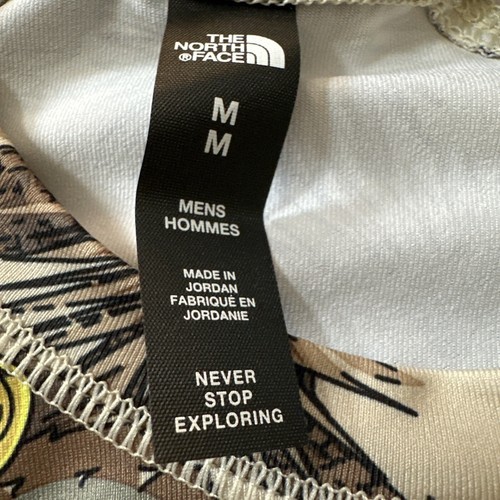 THE
NORTH
®FACE
M
M
MENS
HOMMES
MADE IN
JORDAN
FABRIQUÉ EN
JORDANIE
NEVER
STOP
EXPLORING